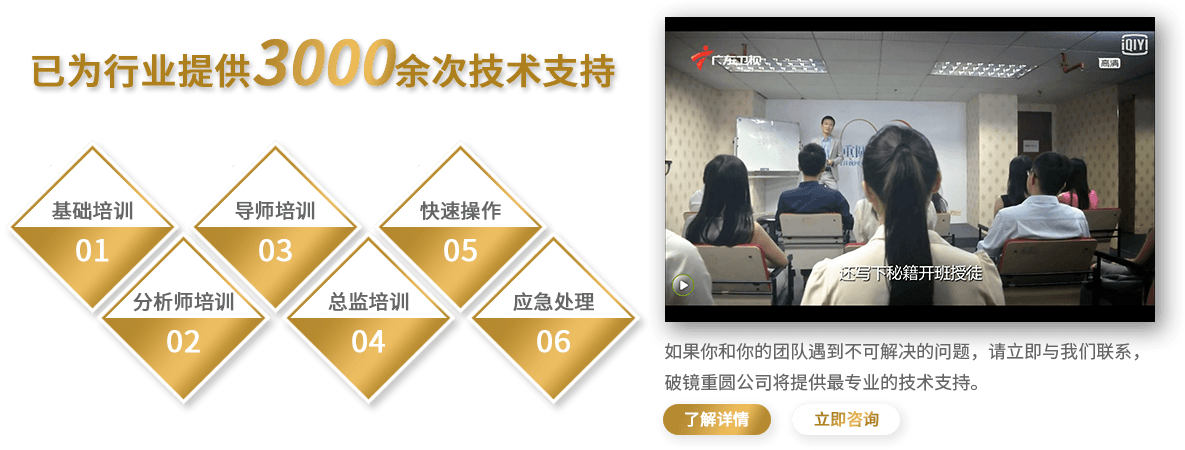 已为行业提供3000余次技术支持
基础培训
01
导师培训
03
快速操作
05
分析师培训
02
总监培训
04
应急处理
06
广东卫视
iQIYI
高清
还写下秘籍开班授徒
如果你和你的团队遇到不可解决的问题，请立即与我们联系，
破镜重圆公司将提供最专业的技术支持。
了解详情
立即咨询